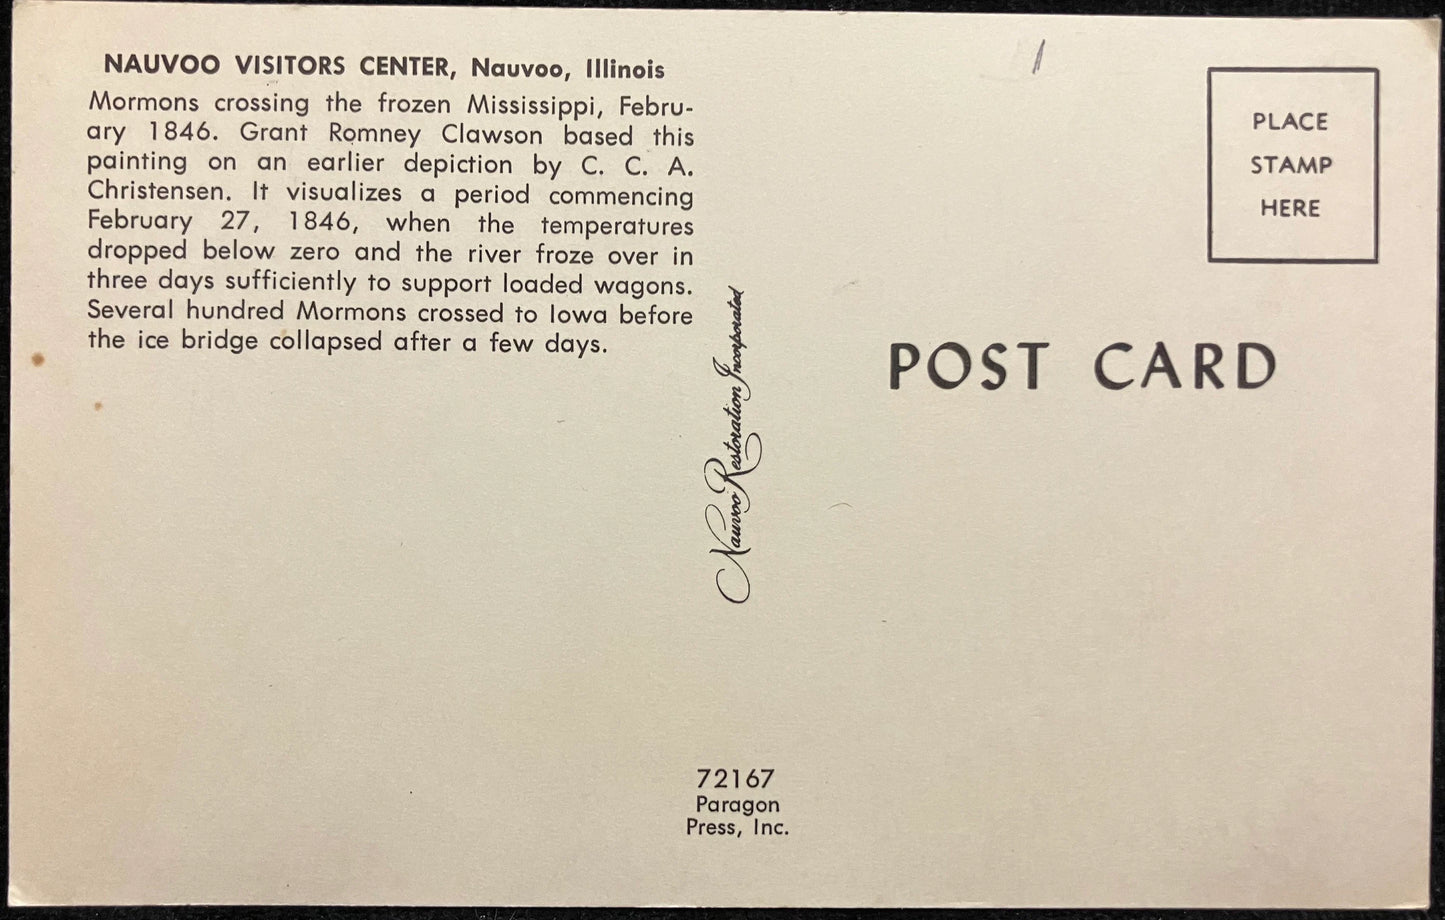 NAUVOO VISITORS CENTER, Nauvoo, Illinois
Mormons crossing the frozen Mississippi, Febru-
ary 1846. Grant Romney Clawson based this
painting on an earlier depiction by C. C. A.
Christensen. It visualizes a period commencing
February 27, 1846, when the temperatures
dropped below zero and the river froze over in
three days sufficiently to support loaded wagons.
Several hundred Mormons crossed to Iowa before
the ice bridge collapsed after a few days.
Nauvoo Restoration Incorporated
72167
Paragon
Press, Inc.
PLACE
STAMP
HERE
POST CARD